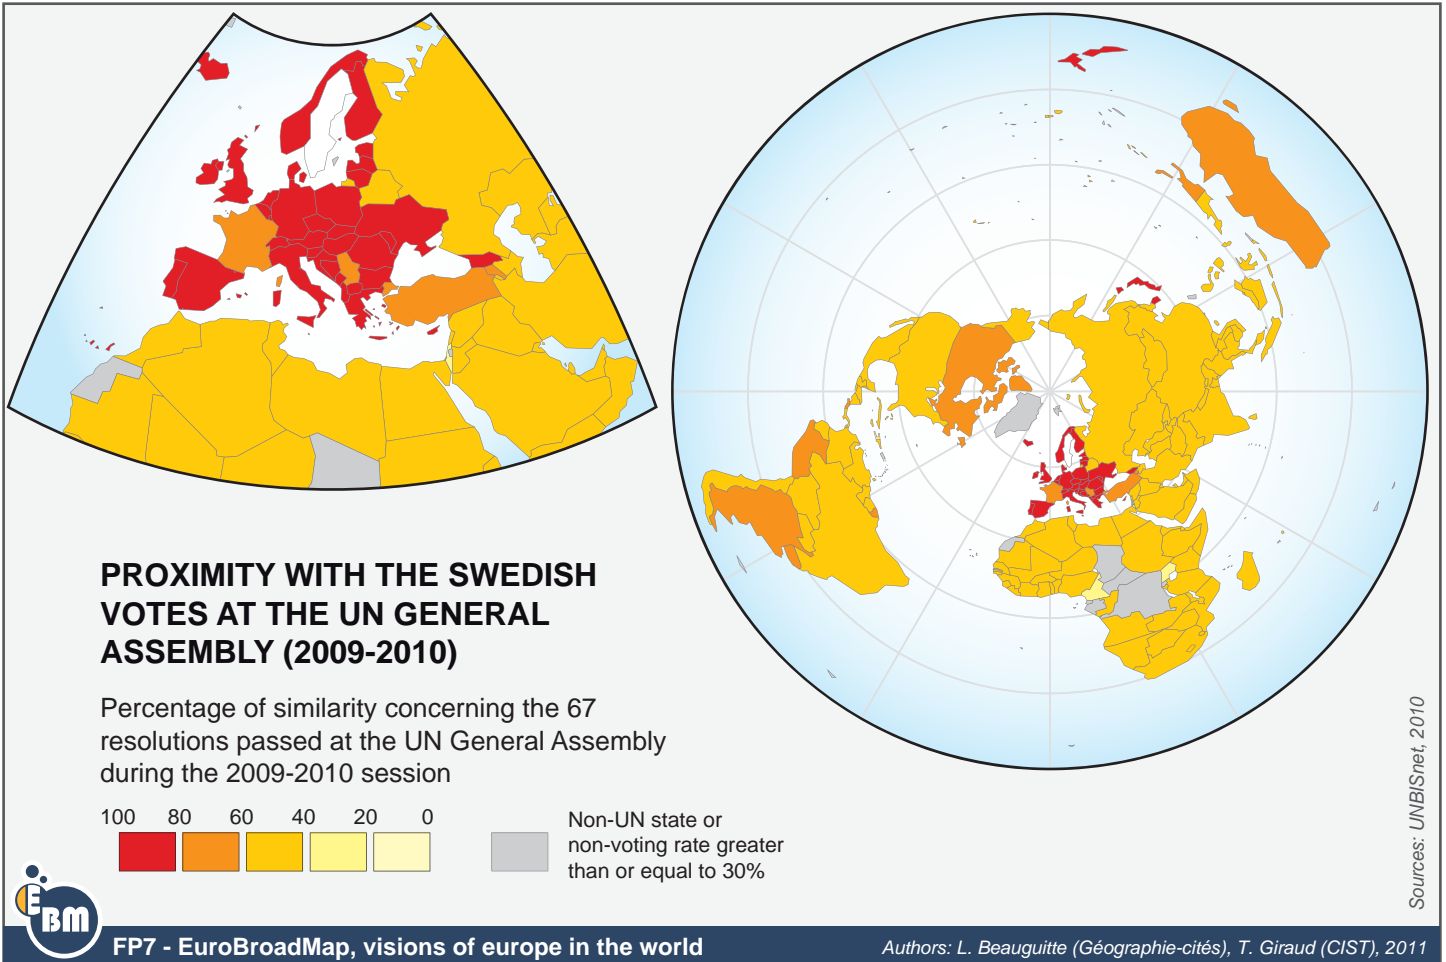 PROXIMITY WITH THE SWEDISH
VOTES AT THE UN GENERAL
ASSEMBLY (2009-2010)
Percentage of similarity concerning the 67
resolutions passed at the UN General Assembly
during the 2009-2010 session
100 80 60 40 20 0
Non-UN state or
non-voting rate greater
than or equal to 30%
Sources: UNBISnet, 2010
EBM
FP7 - EuroBroadMap, visions of europe in the world
Authors: L. Beauguitte (Géographie-cités), T. Giraud (CIST), 2011